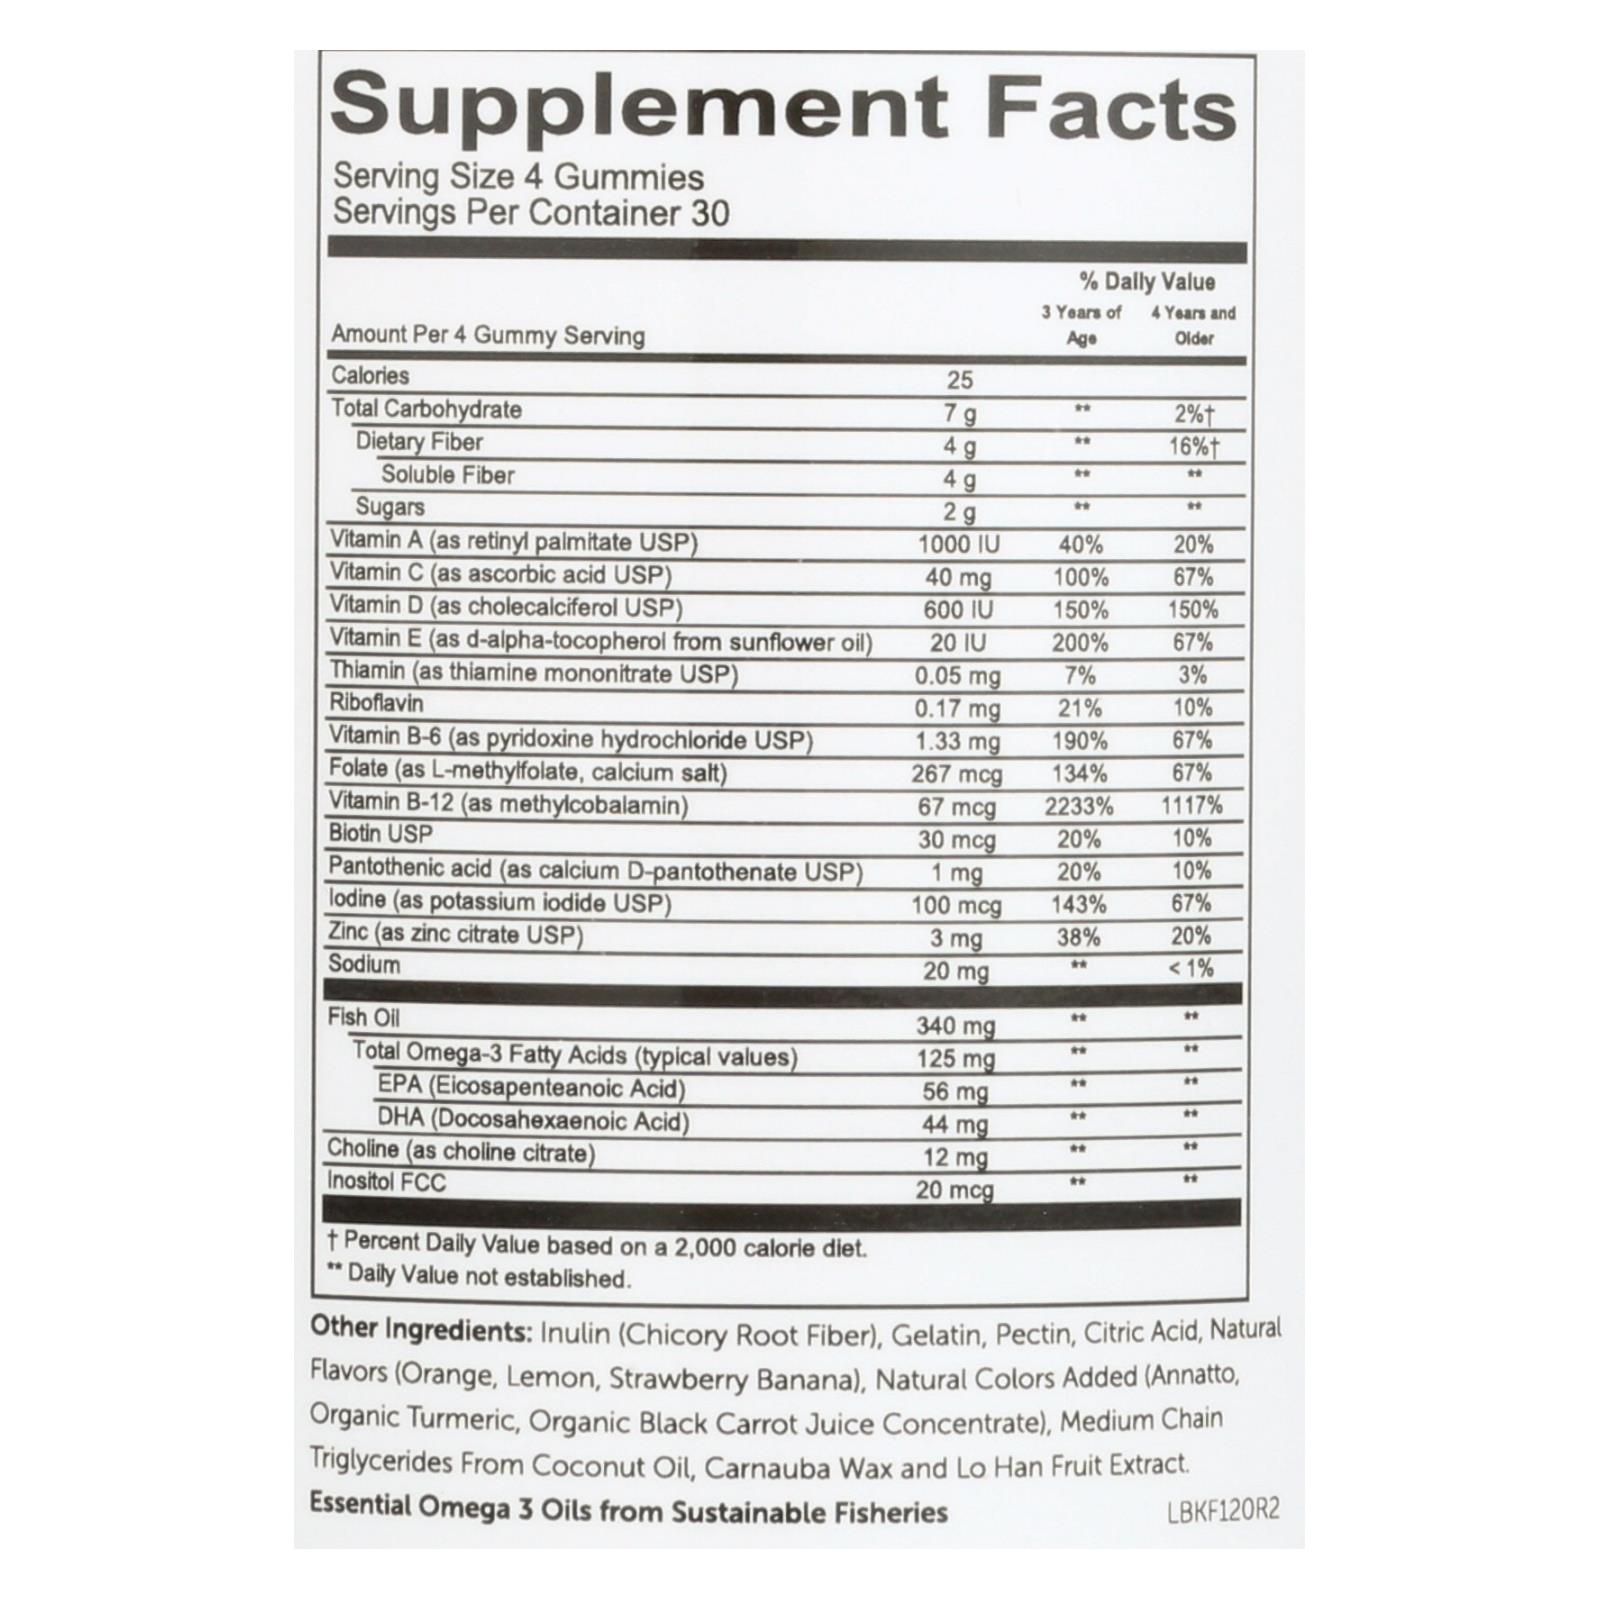 Supplement Facts
Serving Size 4 Gummies
Servings Per Container 30
% Daily Value
Amount Per 4 Gummy Serving 3 Years of Age 4 Years and Older
Calories 25
Total Carbohydrate 7 g ** 2%†
Dietary Fiber 4 g ** 16%†
Soluble Fiber 4 g ** **
Sugars 2 g ** **
Vitamin A (as retinyl palmitate USP) 1000 IU 40% 20%
Vitamin C (as ascorbic acid USP) 40 mg 100% 67%
Vitamin D (as cholecalciferol USP) 600 IU 150% 150%
Vitamin E (as d-alpha-tocopherol from sunflower oil) 20 IU 200% 67%
Thiamin (as thiamine mononitrate USP) 0.05 mg 7% 3%
Riboflavin 0.17 mg 21% 10%
Vitamin B-6 (as pyridoxine hydrochloride USP) 1.33 mg 190% 67%
Folate (as L-methylfolate, calcium salt) 267 mcg 134% 67%
Vitamin B-12 (as methylcobalamin) 67 mcg 2233% 1117%
Biotin USP 30 mcg 20% 10%
Pantothenic acid (as calcium D-pantothenate USP) 1 mg 20% 10%
Iodine (as potassium iodide USP) 100 mcg 143% 67%
Zinc (as zinc citrate USP) 3 mg 38% 20%
Sodium 20 mg ** < 1%
Fish Oil 340 mg ** **
Total Omega-3 Fatty Acids (typical values) 125 mg ** **
EPA (Eicosapenteanoic Acid) 56 mg ** **
DHA (Docosahexaenoic Acid) 44 mg ** **
Choline (as choline citrate) 12 mg ** **
Inositol FCC 20 mcg ** **
† Percent Daily Value based on a 2,000 calorie diet.
** Daily Value not established.
Other Ingredients: Inulin (Chicory Root Fiber), Gelatin, Pectin, Citric Acid, Natural
Flavors (Orange, Lemon, Strawberry Banana), Natural Colors Added (Annatto,
Organic Turmeric, Organic Black Carrot Juice Concentrate), Medium Chain
Triglycerides From Coconut Oil, Carnauba Wax and Lo Han Fruit Extract.
Essential Omega 3 Oils from Sustainable Fisheries LBKF120R2